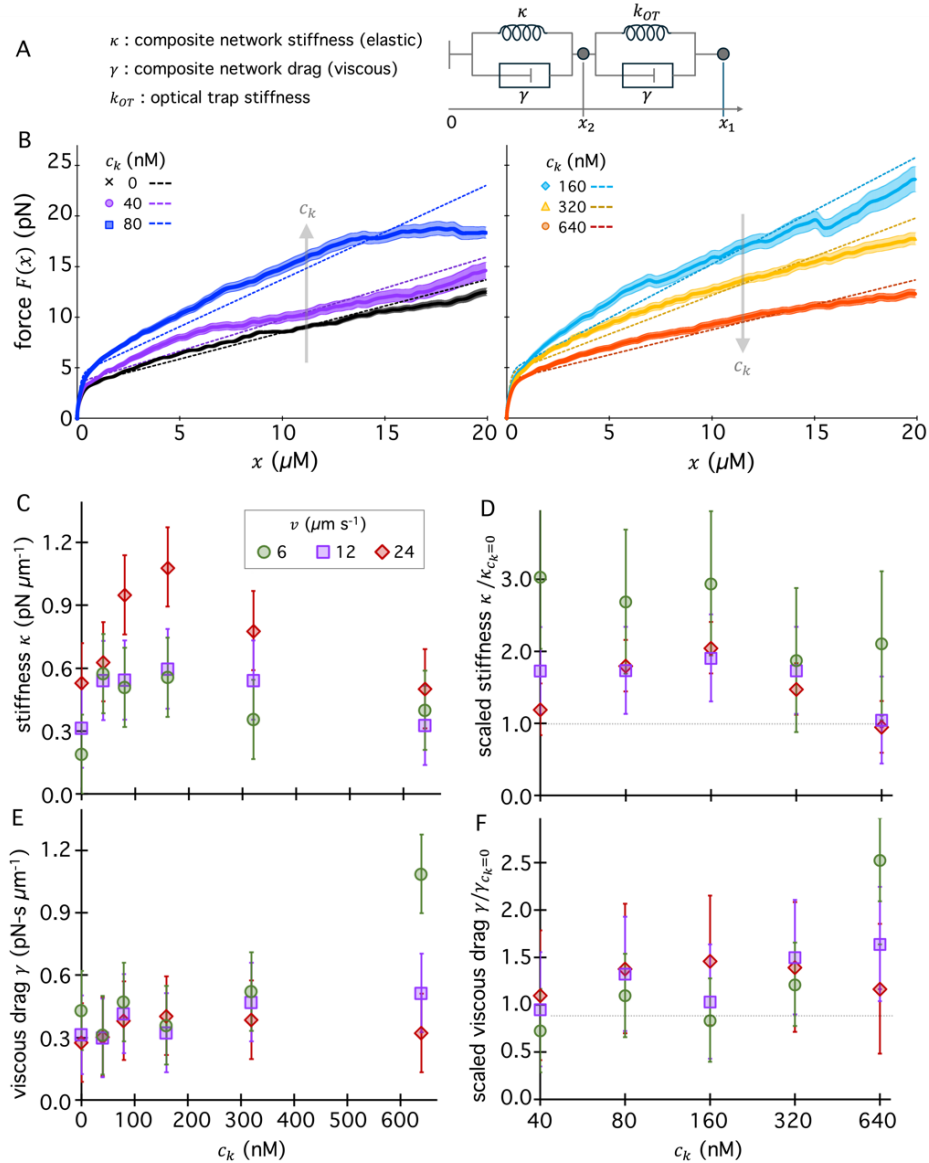 A
κ : composite network stiffness (elastic)
γ : composite network drag (viscous)
k_OT : optical trap stiffness
κ
k_OT
γ
γ
0
x₂
x₁
B
force F(x) (pN)
25
20
15
10
5
0
c_k (nM)
0
40
80
c_k
0
5
10
15
20
x (μM)
c_k (nM)
160
320
640
c_k
0
5
10
15
20
x (μM)
C
stiffness κ (pN μm⁻¹)
1.2
0.9
0.6
0.3
0.0
v (μm s⁻¹)
6
12
24
D
scaled stiffness κ/κ_{c_k=0}
3.0
2.0
1.0
0.0
E
viscous drag γ (pN-s μm⁻¹)
1.2
0.9
0.6
0.3
0.0
0 100 200 300 400 500 600
c_k (nM)
F
scaled viscous drag γ/γ_{c_k=0}
2.5
2.0
1.5
1.0
0.5
0.0
40 80 160 320 640
c_k (nM)